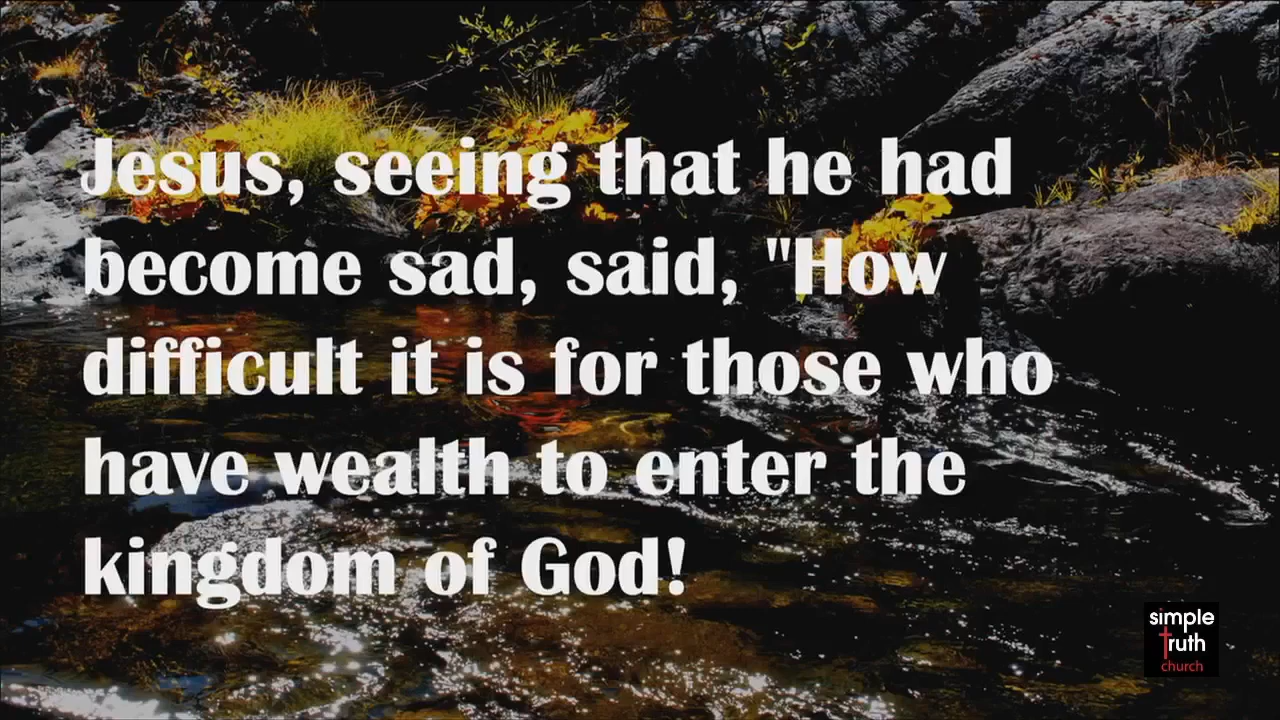 Jesus, seeing that he had
become sad, said, "How
difficult it is for those who
have wealth to enter the
kingdom of God!
simple
truth
church